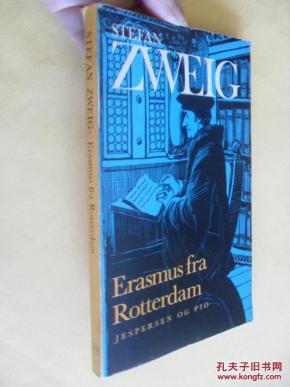 STEFAN
ZWEIG
Erasmus fra
Rotterdam
JESPERSEN OG PIO
STEFAN ZWEIG: Erasmus fra Rotterdam
孔夫子旧书网